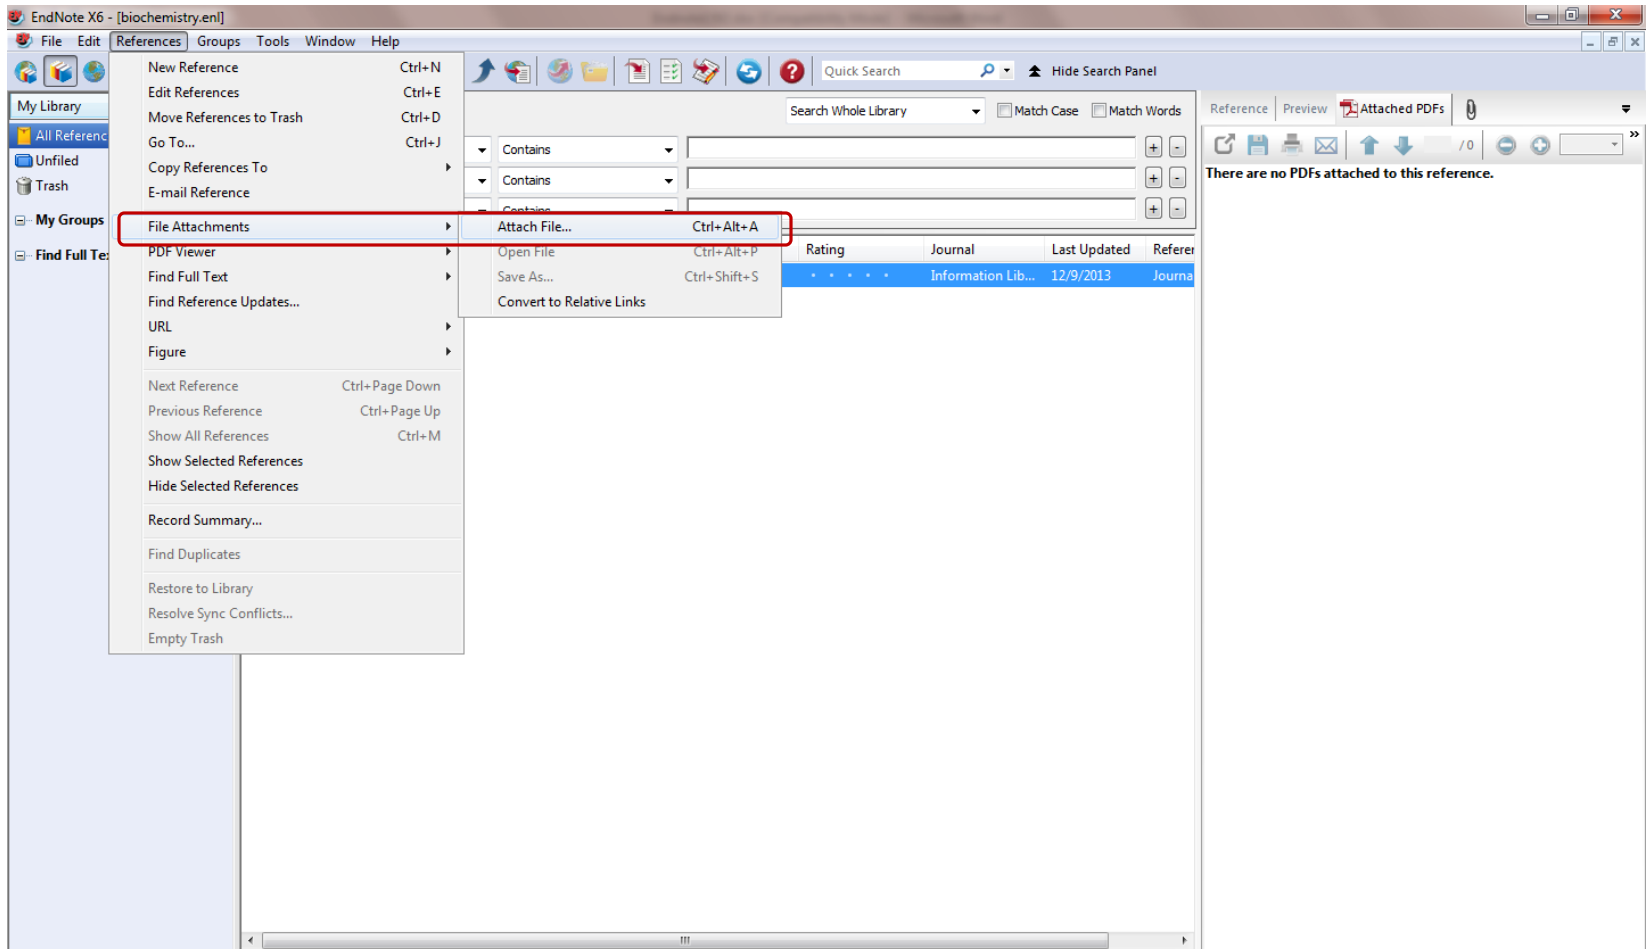 EndNote X6 - [biochemistry.enl]
File Edit References Groups Tools Window Help
Quick Search Hide Search Panel
My Library
All Referenc
Unfiled
Trash
My Groups
Find Full Te
New Reference Ctrl+N
Edit References Ctrl+E
Move References to Trash Ctrl+D
Go To... Ctrl+J
Copy References To
E-mail Reference
File Attachments
PDF Viewer
Find Full Text
Find Reference Updates...
URL
Figure
Next Reference Ctrl+Page Down
Previous Reference Ctrl+Page Up
Show All References Ctrl+M
Show Selected References
Hide Selected References
Record Summary...
Find Duplicates
Restore to Library
Resolve Sync Conflicts...
Empty Trash
Attach File... Ctrl+Alt+A
Open File Ctrl+Alt+P
Save As... Ctrl+Shift+S
Convert to Relative Links
Search Whole Library Match Case Match Words
Contains
Contains
Contains
Rating Journal Last Updated Referen
Information Lib... 12/9/2013 Journa
Reference Preview Attached PDFs
/0
There are no PDFs attached to this reference.